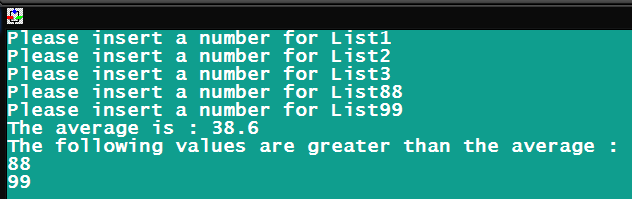 Please insert a number for List1
Please insert a number for List2
Please insert a number for List3
Please insert a number for List88
Please insert a number for List99
The average is : 38.6
The following values are greater than the average :
88
99